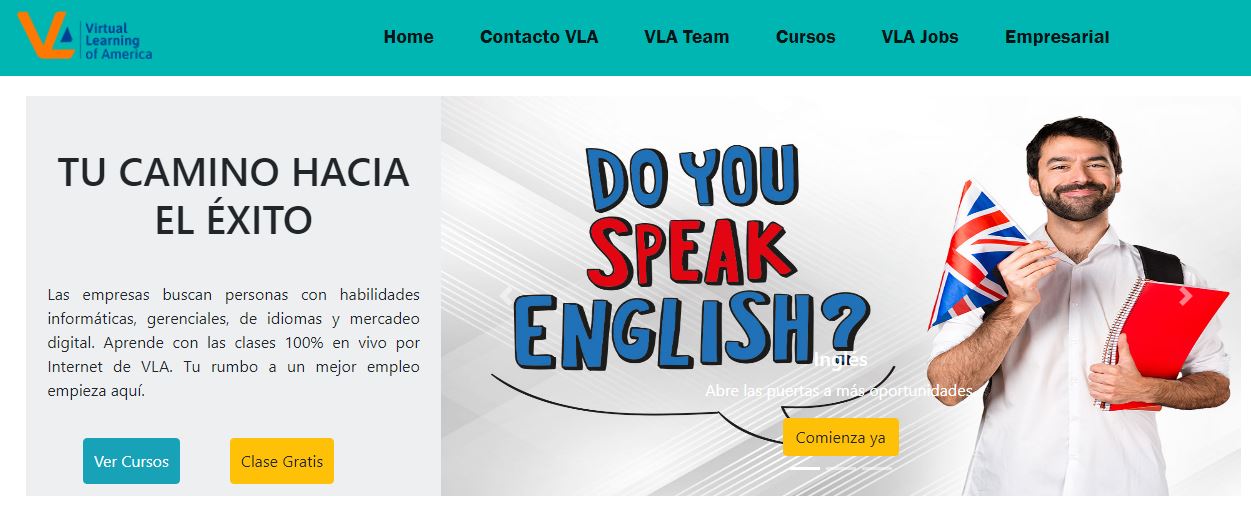 Virtual
Learning
of America
Home Contacto VLA VLA Team Cursos VLA Jobs Empresarial
TU CAMINO HACIA
EL ÉXITO
Las empresas buscan personas con habilidades
informáticas, gerenciales, de idiomas y mercadeo
digital. Aprende con las clases 100% en vivo por
Internet de VLA. Tu rumbo a un mejor empleo
empieza aquí.
Ver Cursos Clase Gratis
DO YOU
SPEAK
ENGLISH?
Inglés
Abre las puertas a más oportunidades
Comienza ya